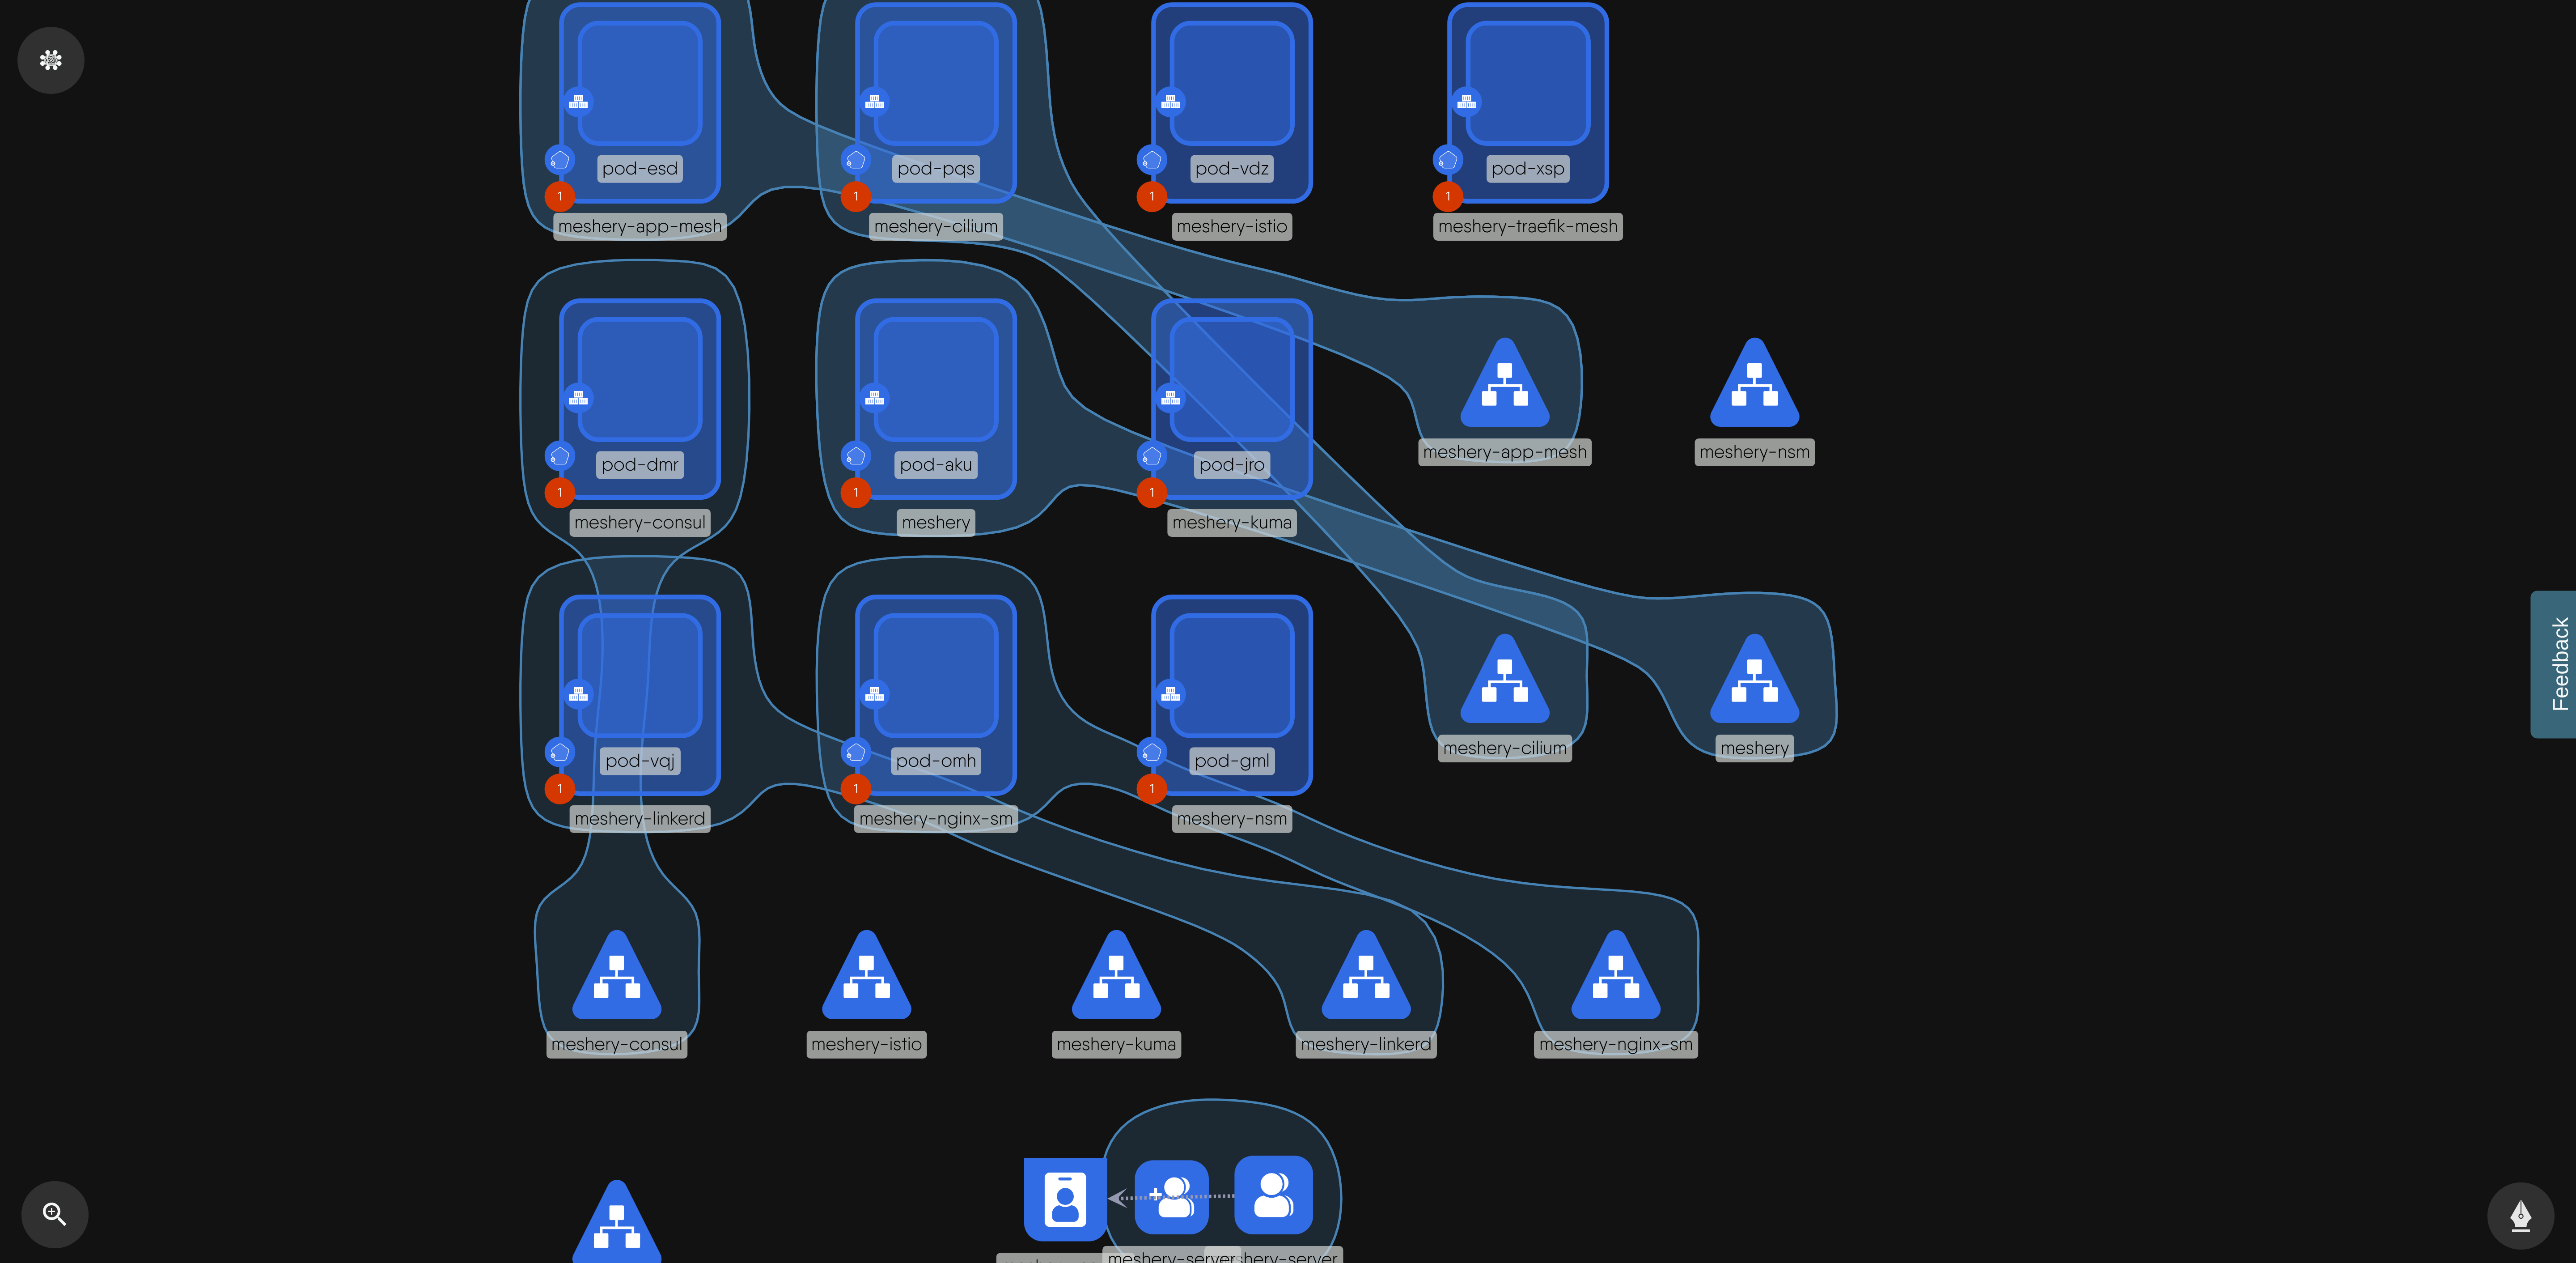 pod-esd
pod-pqs
pod-vdz
pod-xsp
1
1
1
1
meshery-app-mesh
meshery-cilium
meshery-istio
meshery-traefik-mesh
pod-dmr
pod-aku
pod-jro
meshery-app-mesh
meshery-nsm
1
1
1
meshery-consul
meshery
meshery-kuma
Feedback
pod-vqj
pod-omh
pod-gml
meshery-cilium
meshery
1
1
1
meshery-linkerd
meshery-nginx-sm
meshery-nsm
meshery-consul
meshery-istio
meshery-kuma
meshery-linkerd
meshery-nginx-sm
meshery-server